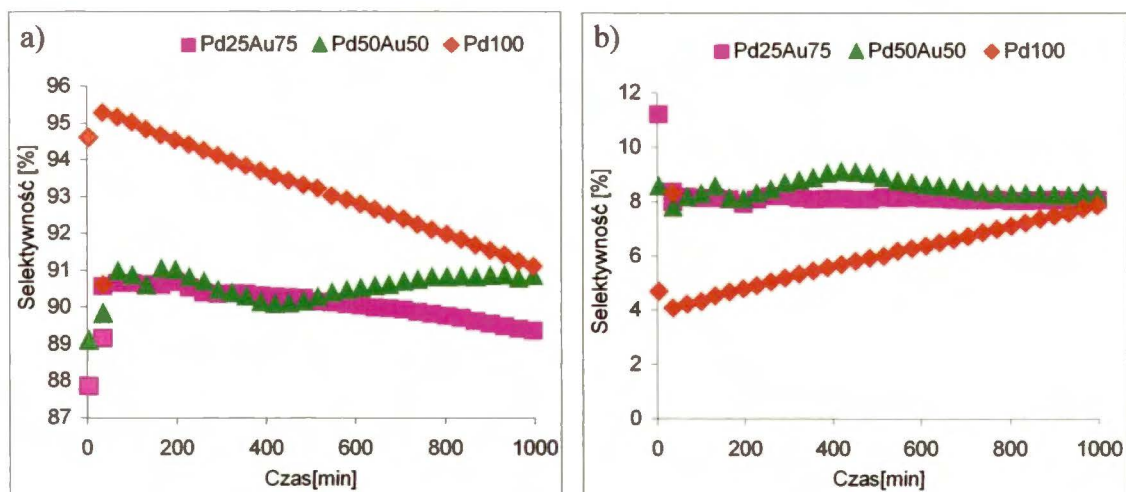 a)
Pd25Au75 Pd50Au50 Pd100
Selektywność [%]
96
95
94
93
92
91
90
89
88
87
0 200 400 600 800 1000
Czas[min]
b)
Pd25Au75 Pd50Au50 Pd100
Selektywność [%]
12
10
8
6
4
2
0
0 200 400 600 800 1000
Czas[min]